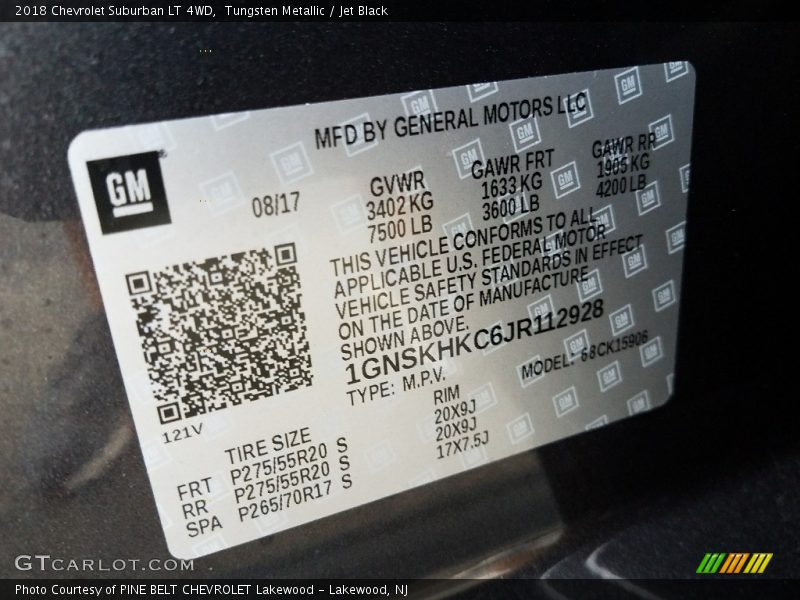 2018 Chevrolet Suburban LT 4WD,  Tungsten Metallic / Jet Black
MFD BY GENERAL MOTORS LLC
GM
08/17
GVWR
3402 KG
7500 LB
GAWR FRT
1633 KG
3600 LB
GAWR RR
1905 KG
4200 LB
THIS VEHICLE CONFORMS TO ALL
APPLICABLE U.S. FEDERAL MOTOR
VEHICLE SAFETY STANDARDS IN EFFECT
ON THE DATE OF MANUFACTURE
SHOWN ABOVE.
1GNSKHKC6JR112928
TYPE: M.P.V.
MODEL: 68CK15906
121V
TIRE SIZE
RIM
FRT P275/55R20 S 20X9J
RR P275/55R20 S 20X9J
SPA P265/70R17 S 17X7.5J
GTCARLOT.COM
Photo Courtesy of PINE BELT CHEVROLET Lakewood - Lakewood, NJ